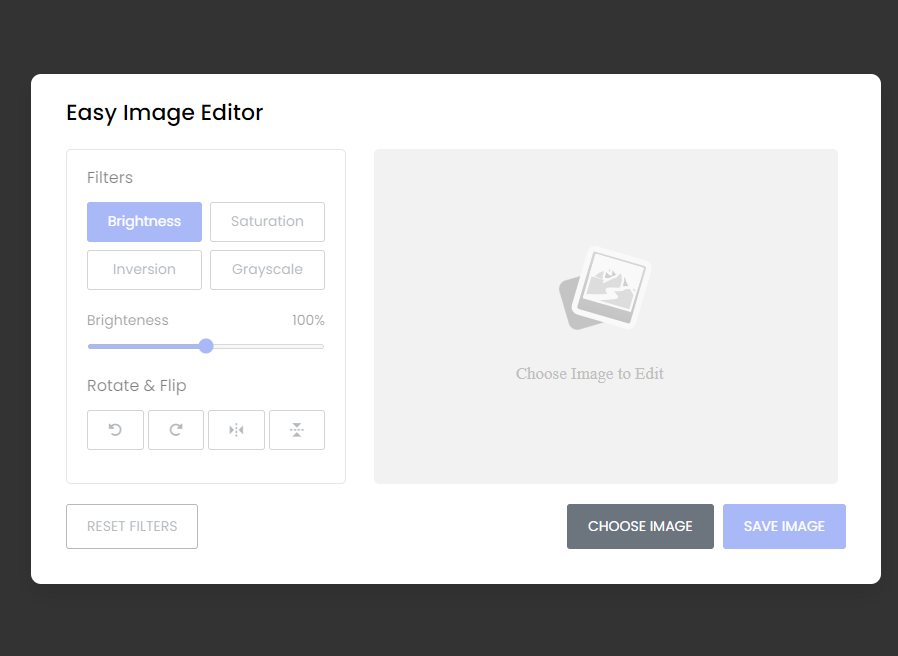 Easy Image Editor
Filters
Brightness
Saturation
Inversion
Grayscale
Brighteness 100%
Rotate & Flip
Choose Image to Edit
RESET FILTERS
CHOOSE IMAGE
SAVE IMAGE